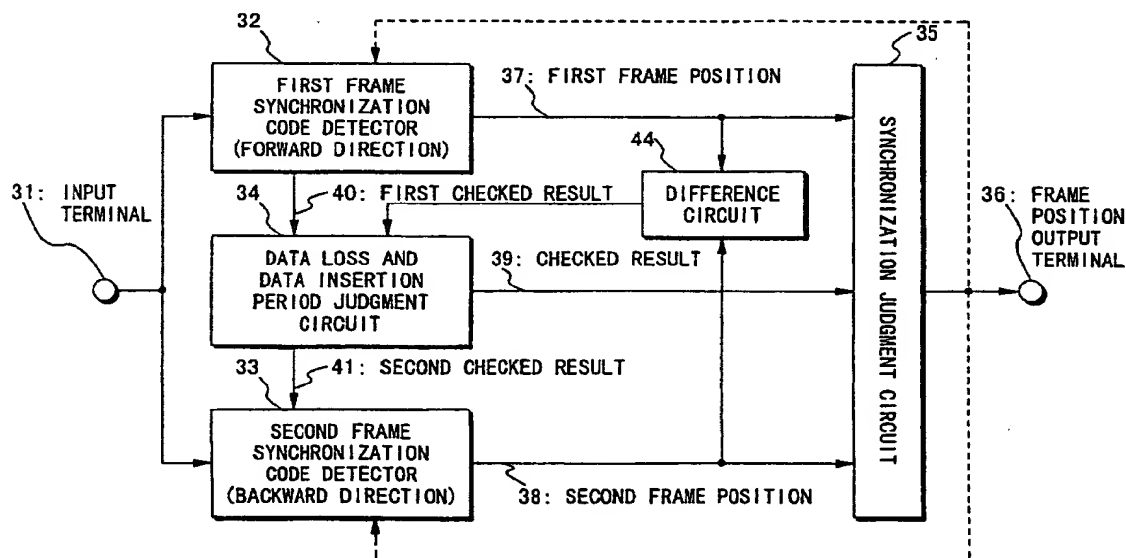 32
FIRST FRAME
SYNCHRONIZATION
CODE DETECTOR
(FORWARD DIRECTION)
37: FIRST FRAME POSITION
35
SYNCHRONIZATION JUDGMENT CIRCUIT
44
DIFFERENCE
CIRCUIT
31: INPUT
TERMINAL
34
40: FIRST CHECKED RESULT
DATA LOSS AND
DATA INSERTION
PERIOD JUDGMENT
CIRCUIT
39: CHECKED RESULT
36: FRAME
POSITION
OUTPUT
TERMINAL
33
41: SECOND CHECKED RESULT
SECOND FRAME
SYNCHRONIZATION
CODE DETECTOR
(BACKWARD DIRECTION)
38: SECOND FRAME POSITION